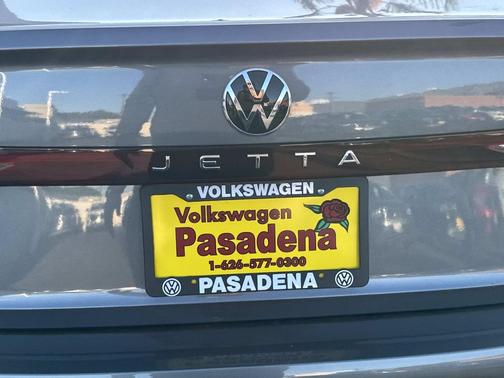 JETTA
VOLKSWAGEN
Volkswagen
Pasadena
1-626-577-0300
PASADENA